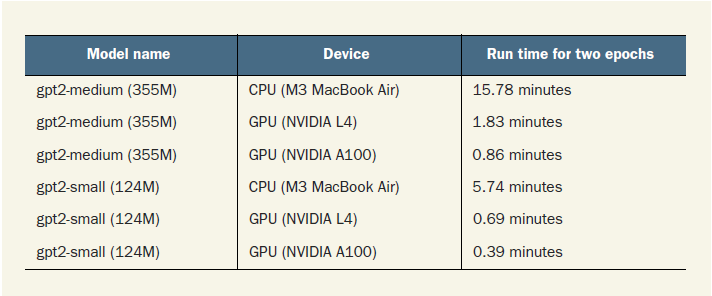 Model name Device Run time for two epochs
gpt2-medium (355M) CPU (M3 MacBook Air) 15.78 minutes
gpt2-medium (355M) GPU (NVIDIA L4) 1.83 minutes
gpt2-medium (355M) GPU (NVIDIA A100) 0.86 minutes
gpt2-small (124M) CPU (M3 MacBook Air) 5.74 minutes
gpt2-small (124M) GPU (NVIDIA L4) 0.69 minutes
gpt2-small (124M) GPU (NVIDIA A100) 0.39 minutes